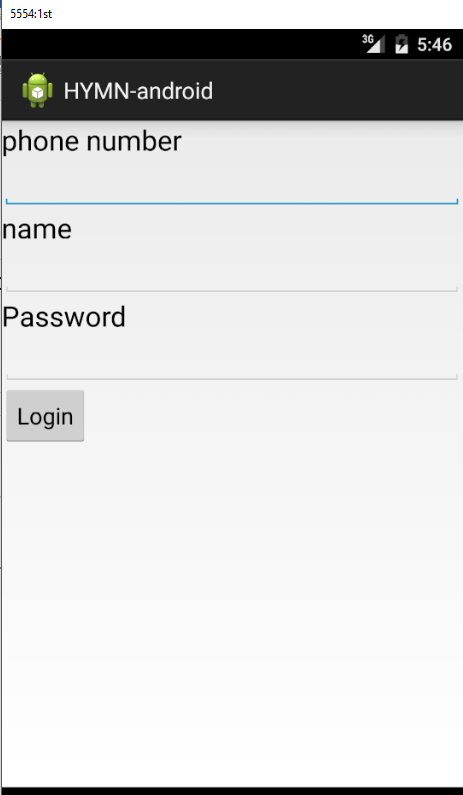 5554:1st
3G 5:46
HYMN-android
phone number
name
Password
Login